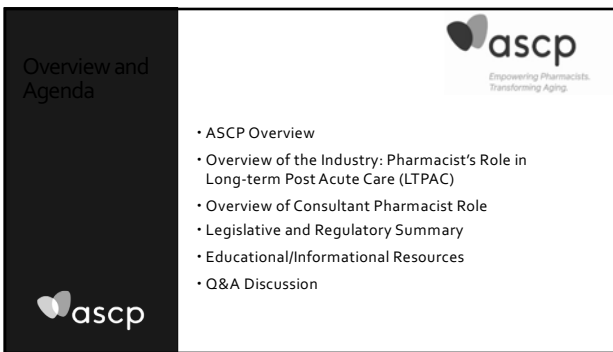 Overview and
Agenda
ascp
Empowering Pharmacists.
Transforming Aging.
• ASCP Overview
• Overview of the Industry: Pharmacist's Role in
Long-term Post Acute Care (LTPAC)
• Overview of Consultant Pharmacist Role
• Legislative and Regulatory Summary
• Educational/Informational Resources
• Q&A Discussion
ascp